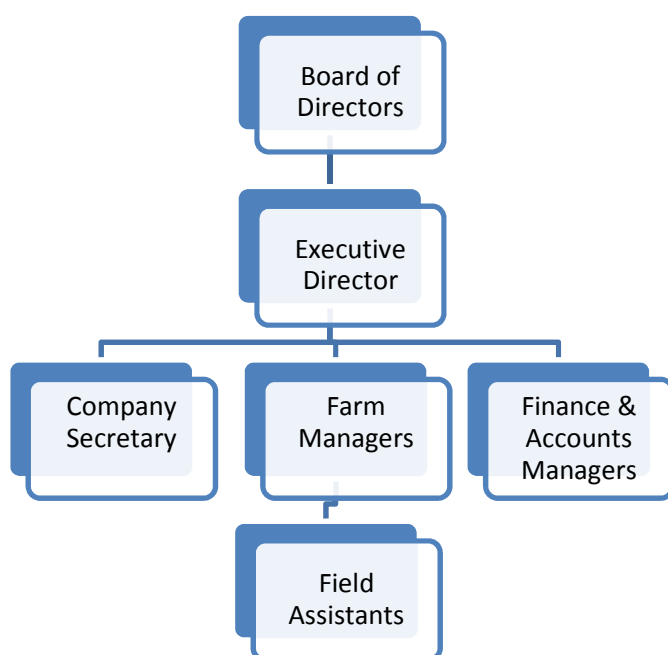 Board of
Directors
Executive
Director
Company
Secretary
Farm
Managers
Finance &
Accounts
Managers
Field
Assistants